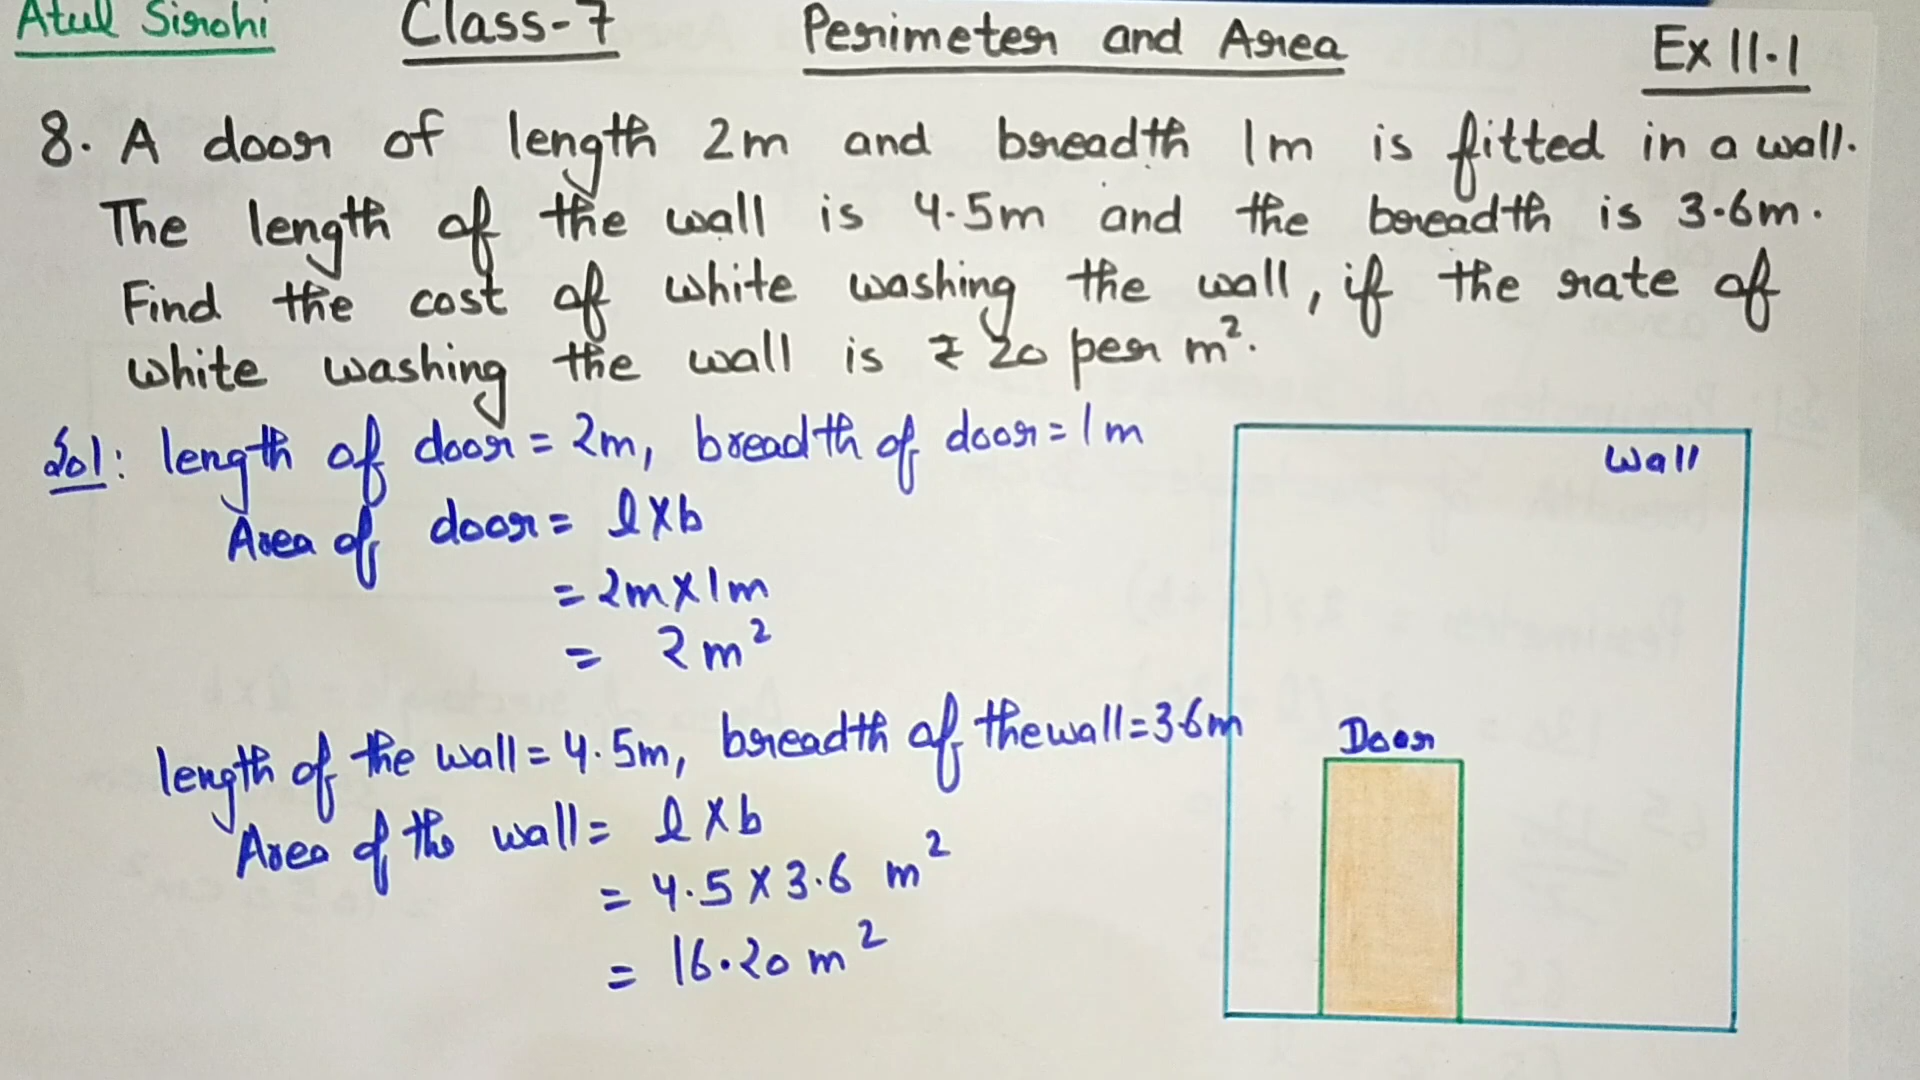 Atul Sirohi Class-7 Perimeter and Area Ex 11.1
8. A door of length 2m and breadth 1m is fitted in a wall.
The length of the wall is 4.5m and the breadth is 3.6m.
Find the cost of white washing the wall, if the rate of
white washing the wall is ₹ 20 per m².
Sol: length of door = 2m, breadth of door = 1m
Area of door = l×b
= 2m×1m
= 2m²
length of the wall = 4.5m, breadth of the wall = 3.6m
Area of the wall = l×b
= 4.5×3.6 m²
= 16.20 m²
Wall
Door